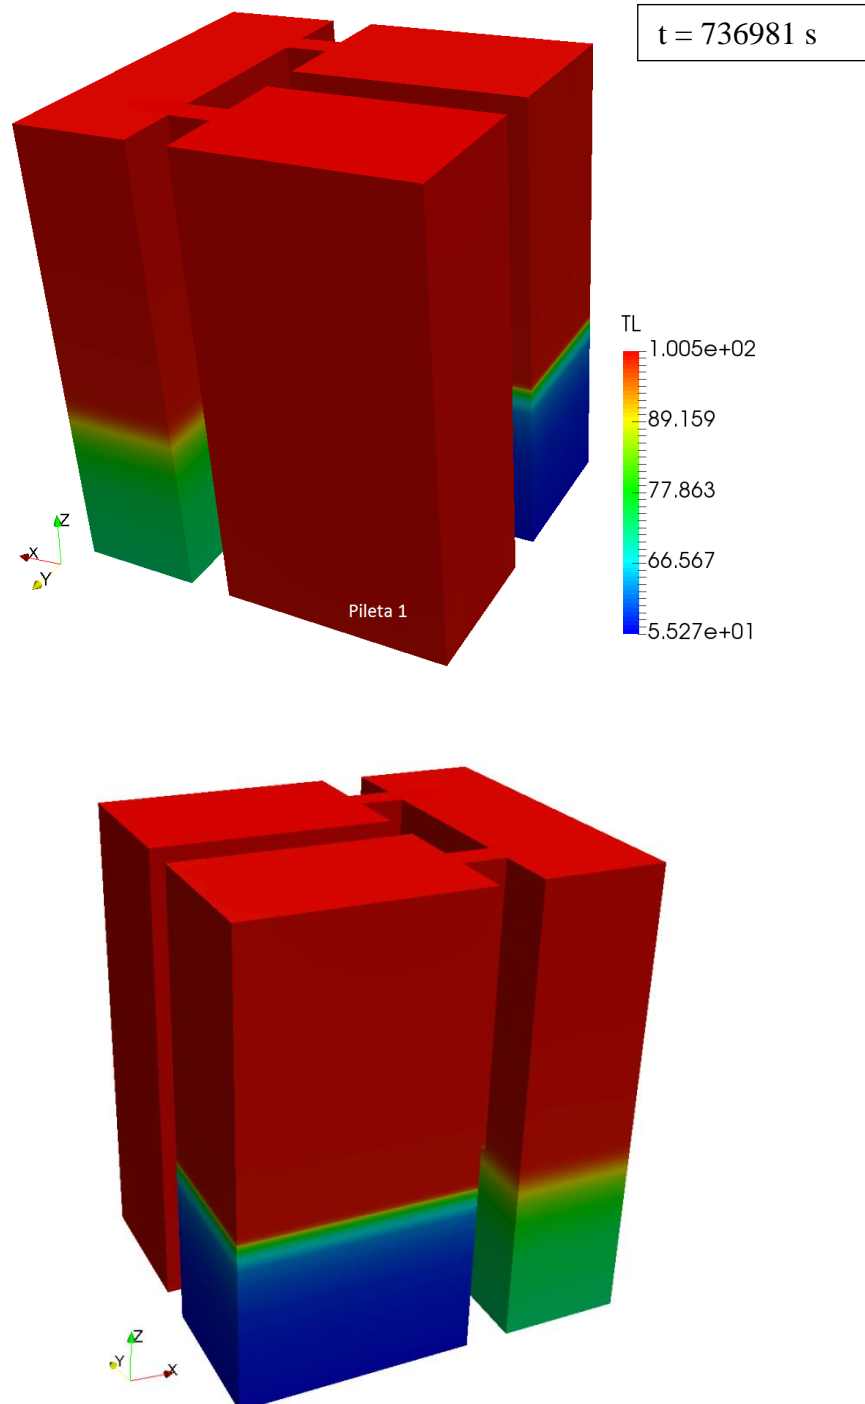 t = 736981 s
TL
1.005e+02
89.159
77.863
66.567
5.527e+01
Z
X
Y
Pileta 1
Z
Y
X